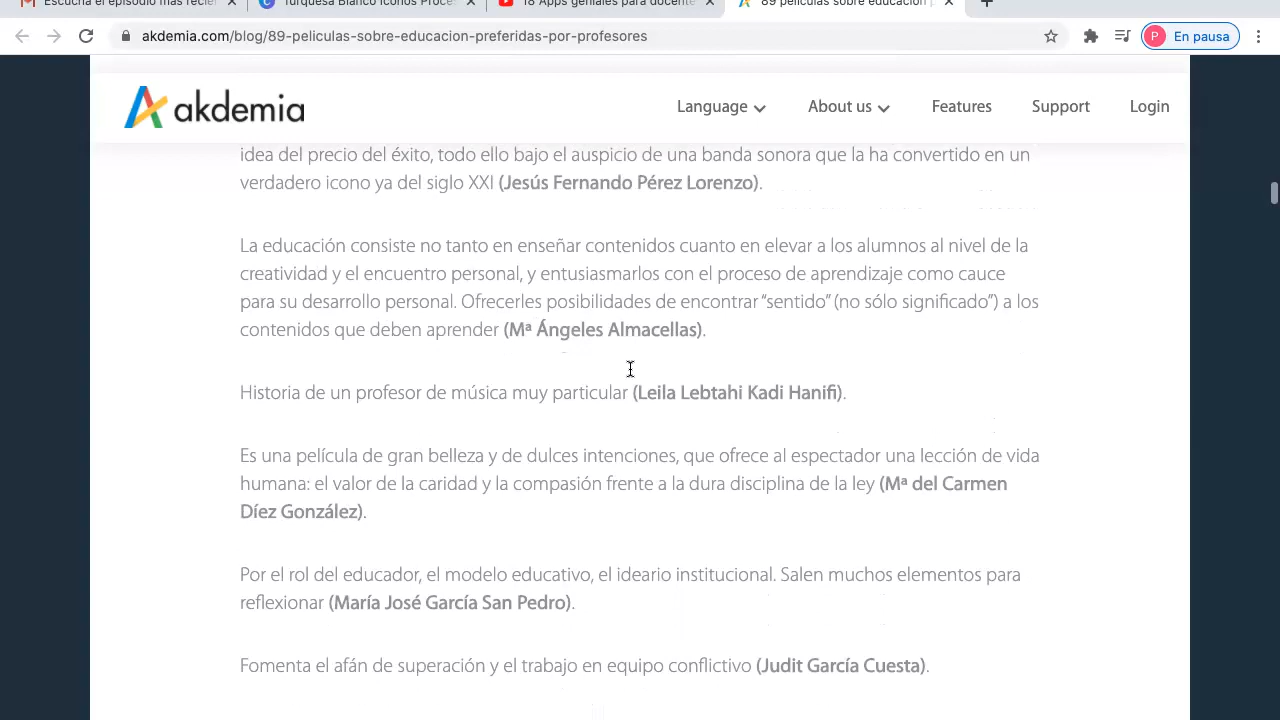 Escucha el episodio más recie
Turquesa Blanco Iconos Proces
18 Apps geniales para docente
89 películas sobre educación p
akdemia.com/blog/89-peliculas-sobre-educacion-preferidas-por-profesores
P En pausa
akdemia
Language
About us
Features
Support
Login
idea del precio del éxito, todo ello bajo el auspicio de una banda sonora que la ha convertido en un
verdadero icono ya del siglo XXI (Jesús Fernando Pérez Lorenzo).
La educación consiste no tanto en enseñar contenidos cuanto en elevar a los alumnos al nivel de la
creatividad y el encuentro personal, y entusiasmarlos con el proceso de aprendizaje como cauce
para su desarrollo personal. Ofrecerles posibilidades de encontrar “sentido” (no sólo significado”) a los
contenidos que deben aprender (Mª Ángeles Almacellas).
Historia de un profesor de música muy particular (Leila Lebtahi Kadi Hanifi).
Es una película de gran belleza y de dulces intenciones, que ofrece al espectador una lección de vida
humana: el valor de la caridad y la compasión frente a la dura disciplina de la ley (Mª del Carmen
Díez González).
Por el rol del educador, el modelo educativo, el ideario institucional. Salen muchos elementos para
reflexionar (María José García San Pedro).
Fomenta el afán de superación y el trabajo en equipo conflictivo (Judit García Cuesta).